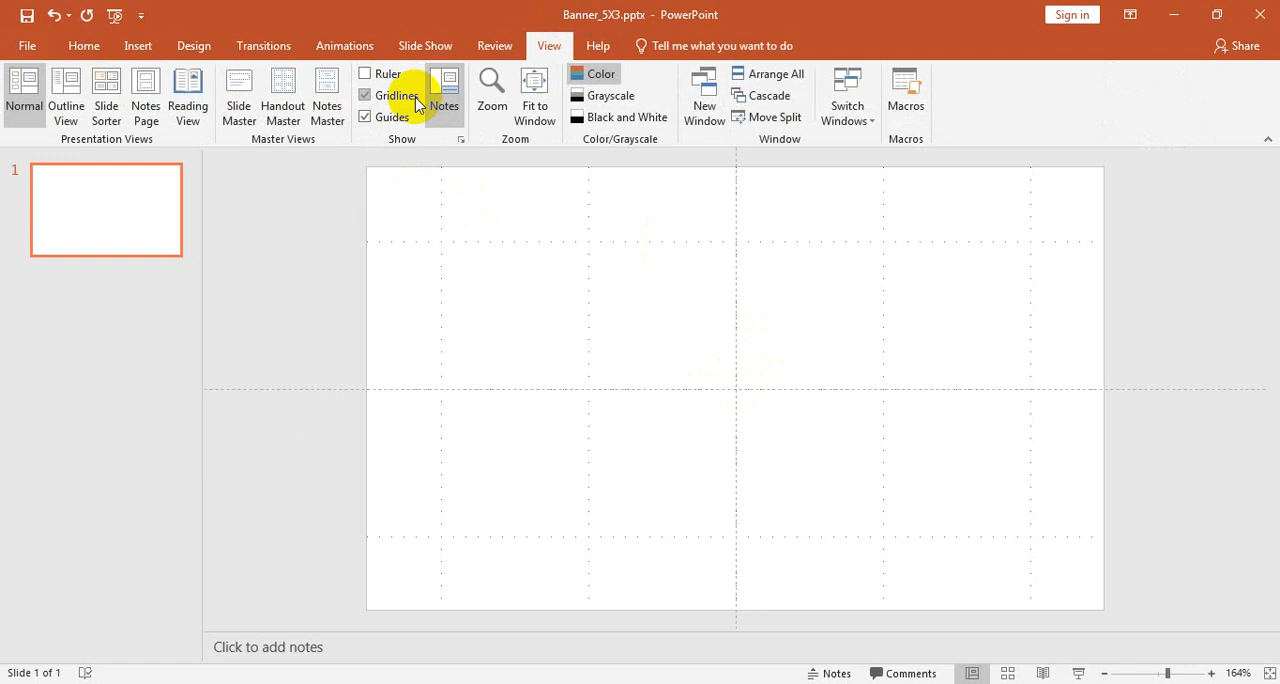 Banner_5X3.pptx - PowerPoint
Sign in
File Home Insert Design Transitions Animations Slide Show Review View Help Tell me what you want to do Share
Normal Outline View Slide Sorter Notes Page Reading View
Presentation Views
Slide Master Handout Master Notes Master
Master Views
Ruler
Gridlines
Guides
Notes
Show
Zoom Fit to Window
Zoom
Color
Grayscale
Black and White
Color/Grayscale
New Window
Arrange All
Cascade
Move Split
Switch Windows
Window
Macros
Macros
1
Click to add notes
Slide 1 of 1 Notes Comments 164%